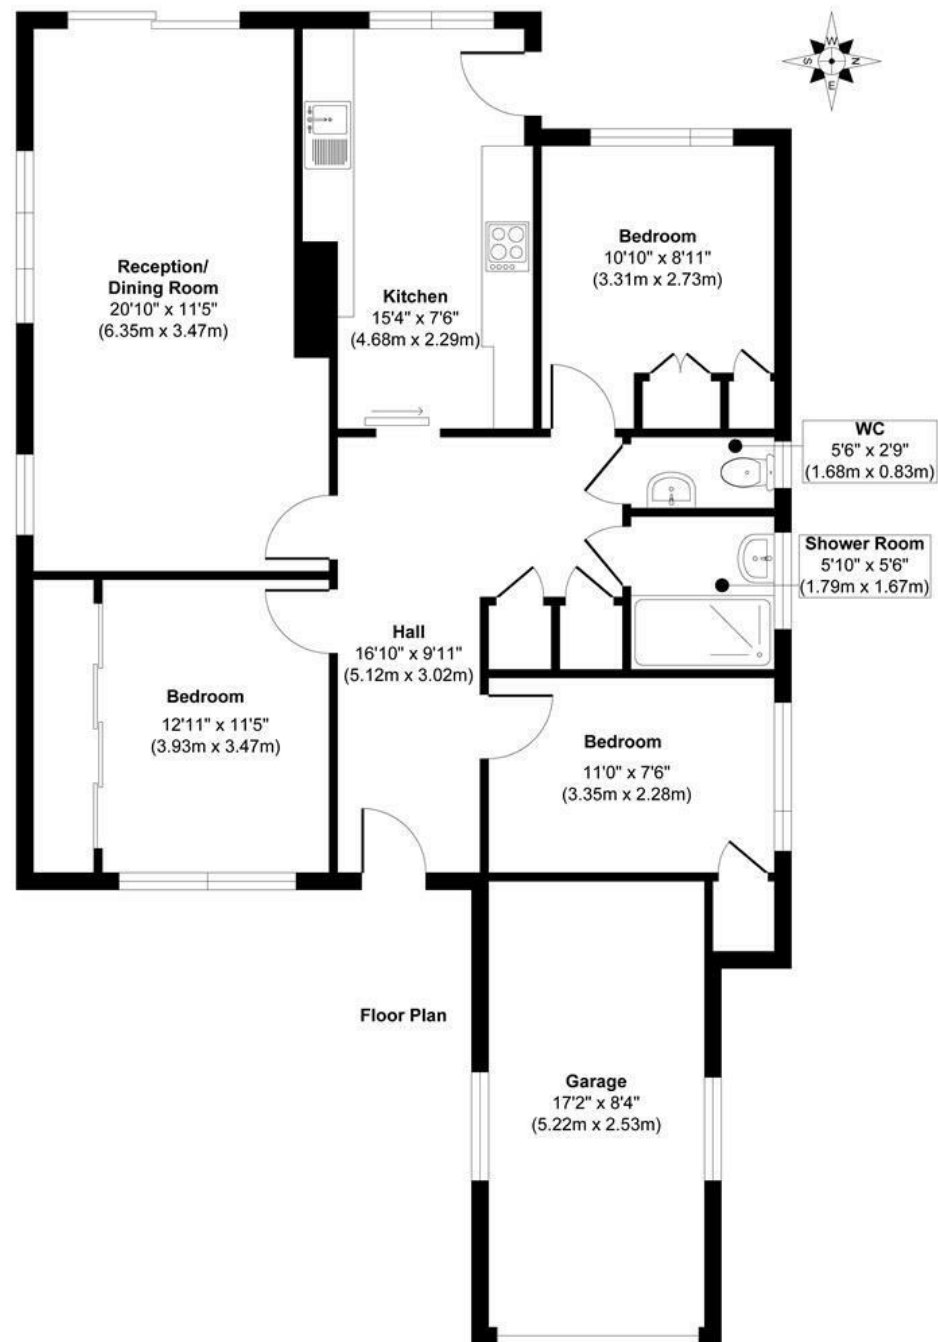 W
S
N
E
Reception/
Dining Room
20'10" x 11'5"
(6.35m x 3.47m)
Kitchen
15'4" x 7'6"
(4.68m x 2.29m)
Bedroom
10'10" x 8'11"
(3.31m x 2.73m)
WC
5'6" x 2'9"
(1.68m x 0.83m)
Shower Room
5'10" x 5'6"
(1.79m x 1.67m)
Hall
16'10" x 9'11"
(5.12m x 3.02m)
Bedroom
12'11" x 11'5"
(3.93m x 3.47m)
Bedroom
11'0" x 7'6"
(3.35m x 2.28m)
Floor Plan
Garage
17'2" x 8'4"
(5.22m x 2.53m)